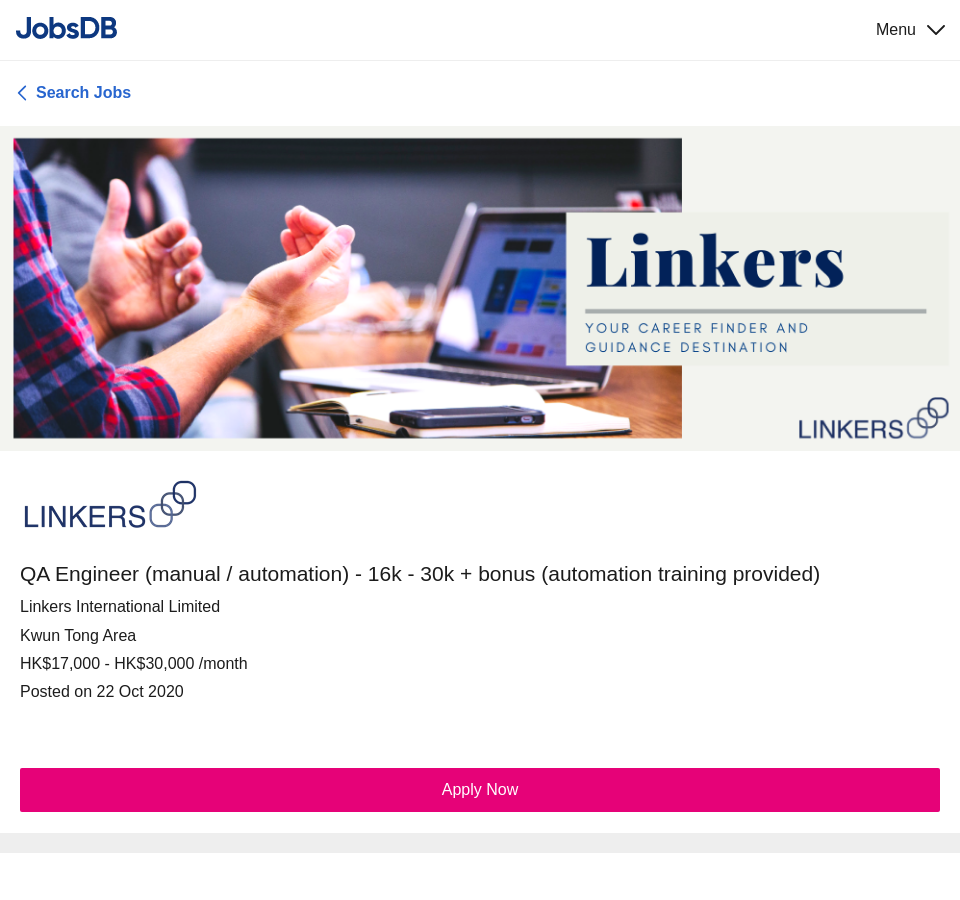 JobsDB
Menu
Search Jobs
Linkers
YOUR CAREER FINDER AND
GUIDANCE DESTINATION
LINKERS
LINKERS
QA Engineer (manual / automation) - 16k - 30k + bonus (automation training provided)
Linkers International Limited
Kwun Tong Area
HK$17,000 - HK$30,000 /month
Posted on 22 Oct 2020
Apply Now